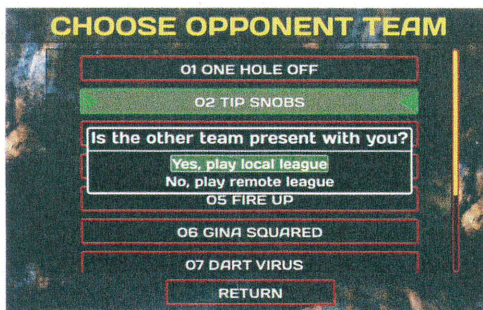 CHOOSE OPPONENT TEAM
01 ONE HOLE OFF
02 TIP SNOBS
Is the other team present with you?
Yes, play local league
No, play remote league
05 FIRE UP
06 GINA SQUARED
07 DART VIRUS
RETURN